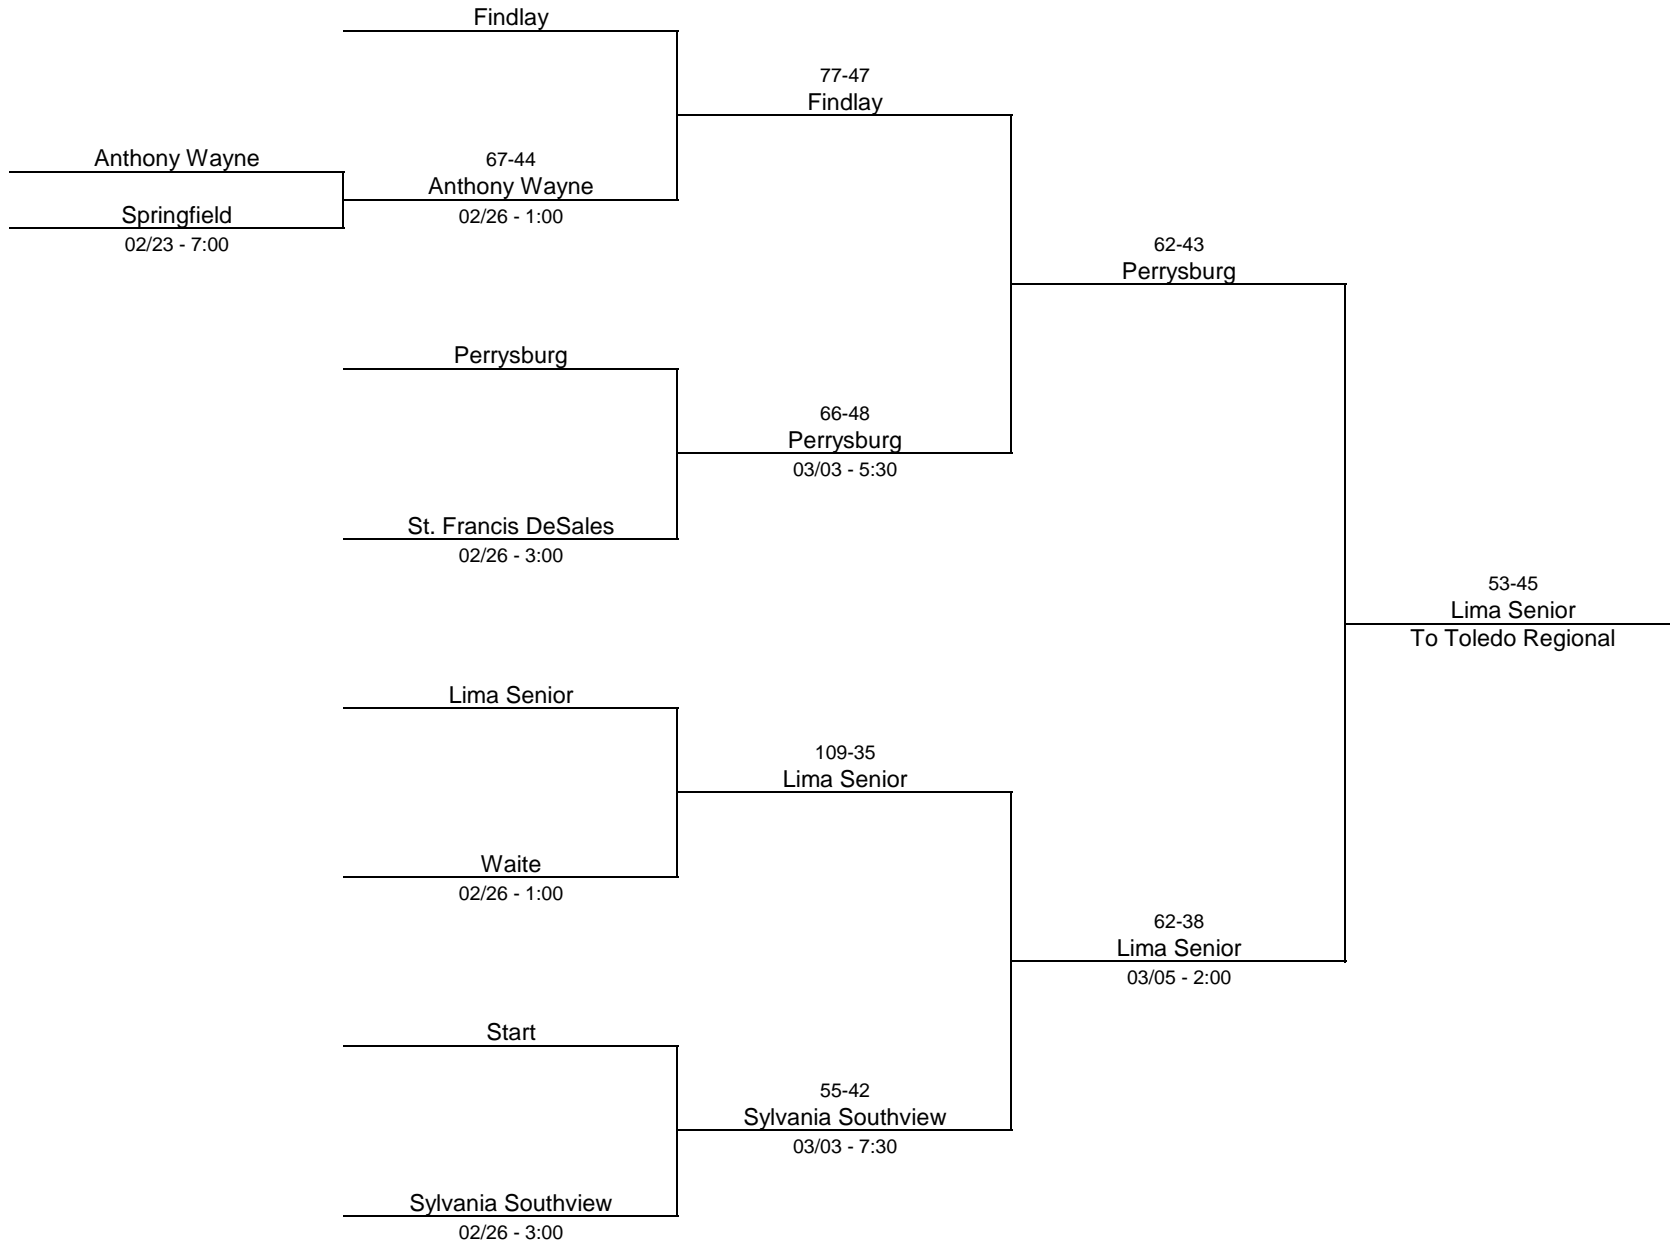 Findlay
77-47
Findlay
Anthony Wayne
67-44
Anthony Wayne
Springfield
02/26 - 1:00
02/23 - 7:00
62-43
Perrysburg
Perrysburg
66-48
Perrysburg
03/03 - 5:30
St. Francis DeSales
02/26 - 3:00
53-45
Lima Senior
To Toledo Regional
Lima Senior
109-35
Lima Senior
Waite
02/26 - 1:00
62-38
Lima Senior
03/05 - 2:00
Start
55-42
Sylvania Southview
03/03 - 7:30
Sylvania Southview
02/26 - 3:00